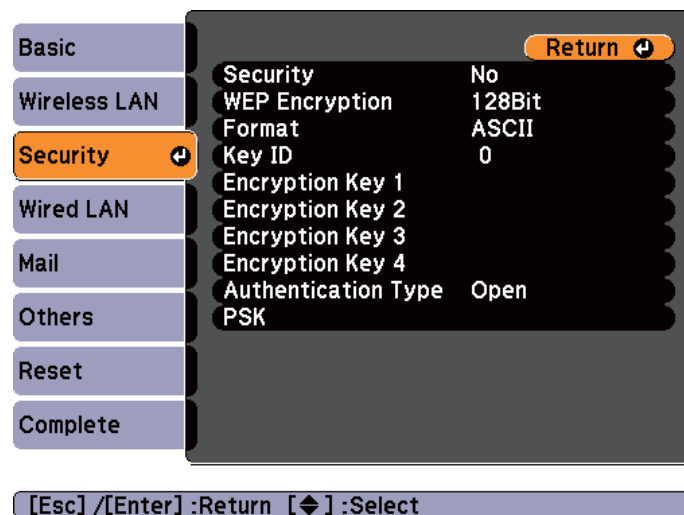 Basic
Wireless LAN
Security
Wired LAN
Mail
Others
Reset
Complete
Return
Security No
WEP Encryption 128Bit
Format ASCII
Key ID 0
Encryption Key 1
Encryption Key 2
Encryption Key 3
Encryption Key 4
Authentication Type Open
PSK
[Esc] /[Enter] :Return [◆] :Select